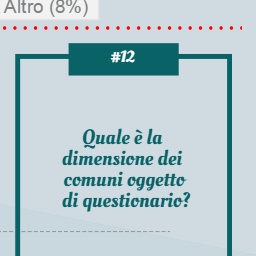 Altro (8%)
#12
Quale è la
dimensione dei
comuni oggetto
di questionario?